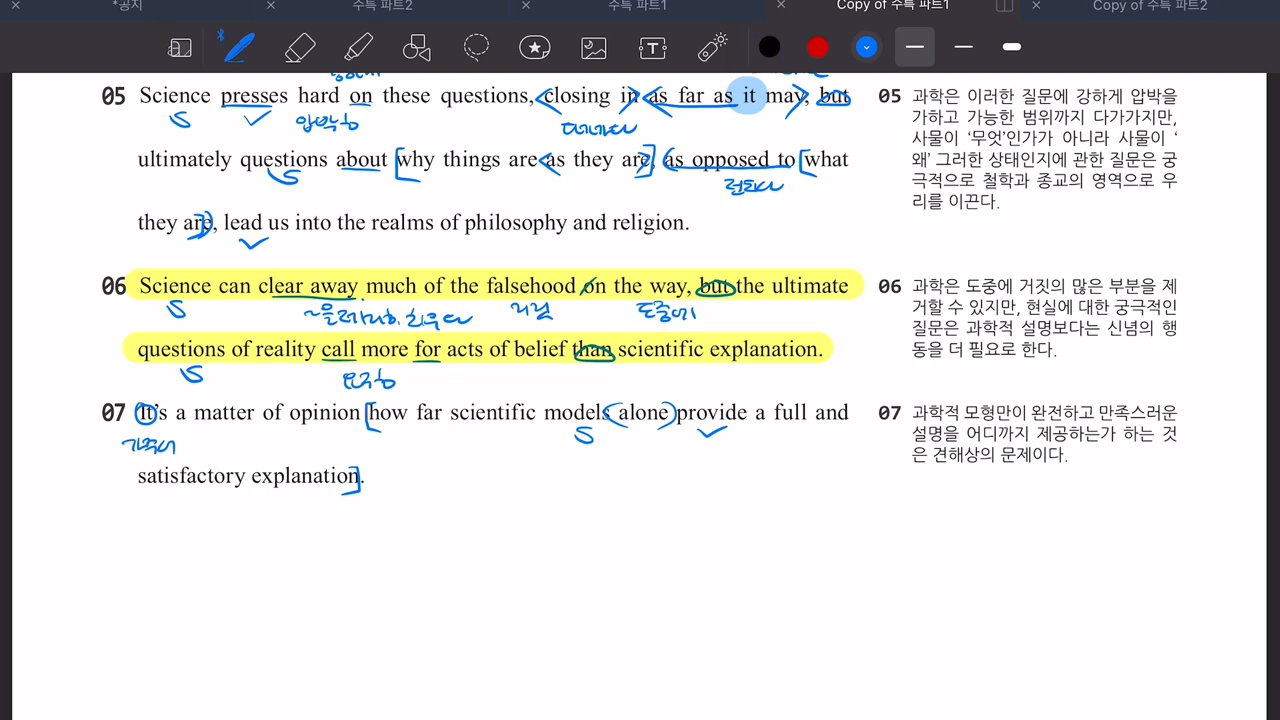 *공지 수특 파트2 수특 파트1 Copy of 수특 파트1 Copy of 수특 파트2
05 Science presses hard on these questions, closing in as far as it may, but
S 압박함 다가가다
ultimately questions about why things are as they are, as opposed to what
S
they are, lead us into the realms of philosophy and religion.
05 과학은 이러한 질문에 강하게 압박을
가하고 가능한 범위까지 다가가지만,
사물이 ‘무엇’인가가 아니라 사물이 ‘
왜’ 그러한 상태인지에 관한 질문은 궁
극적으로 철학과 종교의 영역으로 우
리를 이끈다.
06 Science can clear away much of the falsehood on the way, but the ultimate
S 거짓 도중에
questions of reality call more for acts of belief than scientific explanation.
S 요구함
06 과학은 도중에 거짓의 많은 부분을 제
거할 수 있지만, 현실에 대한 궁극적인
질문은 과학적 설명보다는 신념의 행
동을 더 필요로 한다.
07 It's a matter of opinion how far scientific models alone provide a full and
가주어 S
satisfactory explanation.
07 과학적 모형만이 완전하고 만족스러운
설명을 어디까지 제공하는가 하는 것
은 견해상의 문제이다.